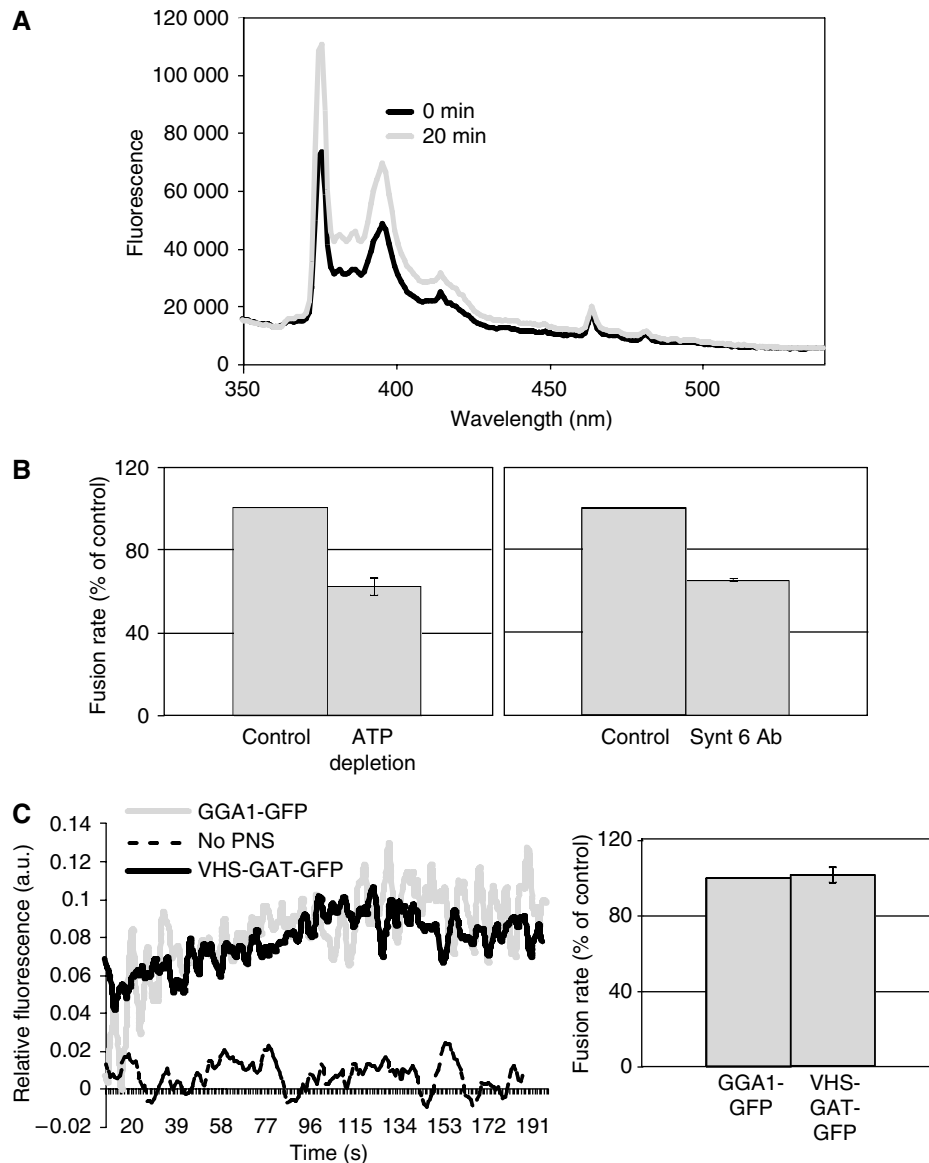 A
120 000
100 000
80 000
60 000
40 000
20 000
0
Fluorescence
0 min
20 min
350 400 450 500
Wavelength (nm)
B
Fusion rate (% of control)
120
80
40
0
Control ATP depletion
Control Synt 6 Ab
C
GGA1-GFP
No PNS
VHS-GAT-GFP
Relative fluorescence (a.u.)
0.14
0.12
0.1
0.08
0.06
0.04
0.02
0
−0.02
20 39 58 77 96 115 134 153 172 191
Time (s)
Fusion rate (% of control)
120
80
40
0
GGA1-
GFP
VHS-
GAT-
GFP